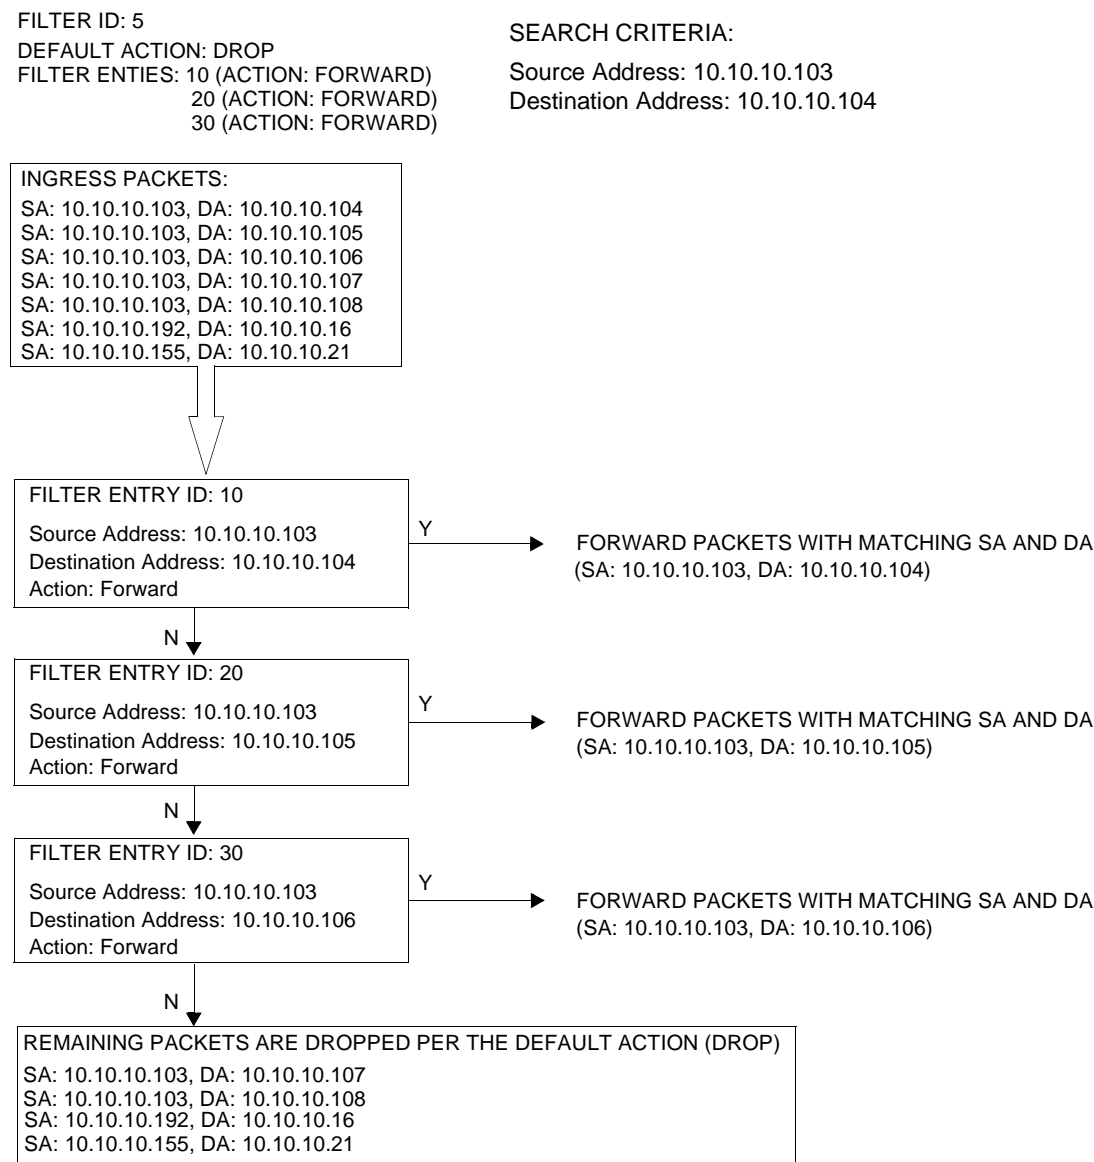 FILTER ID: 5
DEFAULT ACTION: DROP
FILTER ENTIES: 10 (ACTION: FORWARD)
20 (ACTION: FORWARD)
30 (ACTION: FORWARD)
SEARCH CRITERIA:
Source Address: 10.10.10.103
Destination Address: 10.10.10.104
INGRESS PACKETS:
SA: 10.10.10.103, DA: 10.10.10.104
SA: 10.10.10.103, DA: 10.10.10.105
SA: 10.10.10.103, DA: 10.10.10.106
SA: 10.10.10.103, DA: 10.10.10.107
SA: 10.10.10.103, DA: 10.10.10.108
SA: 10.10.10.192, DA: 10.10.10.16
SA: 10.10.10.155, DA: 10.10.10.21
FILTER ENTRY ID: 10
Source Address: 10.10.10.103
Destination Address: 10.10.10.104
Action: Forward
Y
FORWARD PACKETS WITH MATCHING SA AND DA
(SA: 10.10.10.103, DA: 10.10.10.104)
N
FILTER ENTRY ID: 20
Source Address: 10.10.10.103
Destination Address: 10.10.10.105
Action: Forward
Y
FORWARD PACKETS WITH MATCHING SA AND DA
(SA: 10.10.10.103, DA: 10.10.10.105)
N
FILTER ENTRY ID: 30
Source Address: 10.10.10.103
Destination Address: 10.10.10.106
Action: Forward
Y
FORWARD PACKETS WITH MATCHING SA AND DA
(SA: 10.10.10.103, DA: 10.10.10.106)
N
REMAINING PACKETS ARE DROPPED PER THE DEFAULT ACTION (DROP)
SA: 10.10.10.103, DA: 10.10.10.107
SA: 10.10.10.103, DA: 10.10.10.108
SA: 10.10.10.192, DA: 10.10.10.16
SA: 10.10.10.155, DA: 10.10.10.21